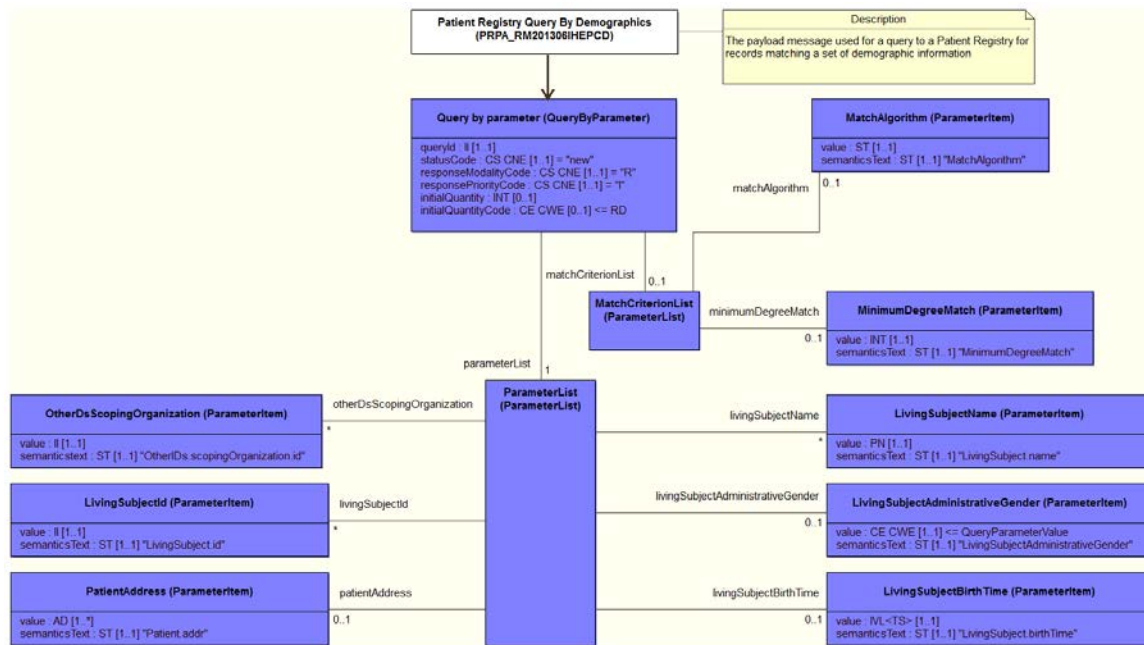 Patient Registry Query By Demographics
(PRPA_RM201306IHEPCD)
Description
The payload message used for a query to a Patient Registry for
records matching a set of demographic information
Query by parameter (QueryByParameter)
queryId : II [1..1]
statusCode : CS CNE [1..1] = "new"
responseModalityCode : CS CNE [1..1] = "R"
responsePriorityCode : CS CNE [1..1] = "I"
initialQuantity : INT [0..1]
initialQuantityCode : CE CWE [0..1] <= RD
MatchAlgorithm (ParameterItem)
value : ST [1..1]
semanticsText : ST [1..1] "MatchAlgorithm"
matchAlgorithm
0..1
matchCriterionList
0..1
MatchCriterionList
(ParameterList)
minimumDegreeMatch
0..1
MinimumDegreeMatch (ParameterItem)
value : INT [1..1]
semanticsText : ST [1..1] "MinimumDegreeMatch"
parameterList
1
ParameterList
(ParameterList)
OtherDsScopingOrganization (ParameterItem)
value : II [1..1]
semanticstext : ST [1..1] "OtherIDs.scopingOrganization.id"
otherDsScopingOrganization
*
livingSubjectName
*
LivingSubjectName (ParameterItem)
value : PN [1..1]
semanticsText : ST [1..1] "LivingSubject.name"
LivingSubjectId (ParameterItem)
value : II [1..1]
semanticsText : ST [1..1] "LivingSubject.id"
livingSubjectId
*
livingSubjectAdministrativeGender
0..1
LivingSubjectAdministrativeGender (ParameterItem)
value : CE CWE [1..1] <= QueryParameterValue
semanticsText : ST [1..1] "LivingSubjectAdministrativeGender"
PatientAddress (ParameterItem)
value : AD [1..*]
semanticsText : ST [1..1] "Patient.addr"
patientAddress
0..1
livingSubjectBirthTime
0..1
LivingSubjectBirthTime (ParameterItem)
value : IVL<TS> [1..1]
semanticsText : ST [1..1] "LivingSubject.birthTime"